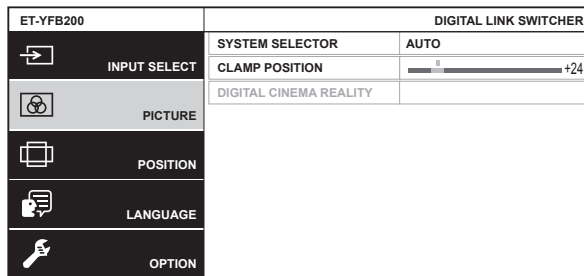 ET-YFB200
DIGITAL LINK SWITCHER
INPUT SELECT
PICTURE
POSITION
LANGUAGE
OPTION
SYSTEM SELECTOR AUTO
CLAMP POSITION +24
DIGITAL CINEMA REALITY